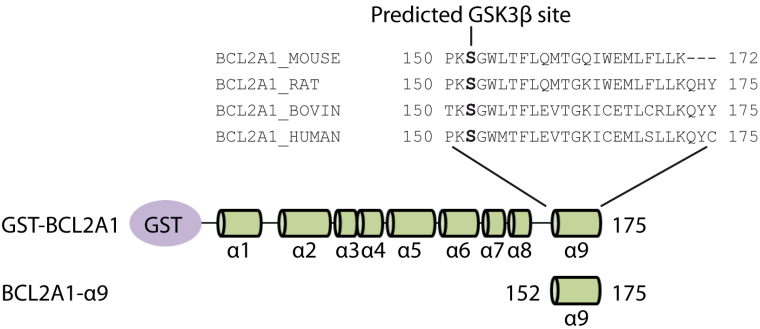 Predicted GSK3β site
BCL2A1_MOUSE 150 PKSGWLTFLQMTGQIWEMLFLLK--- 172
BCL2A1_RAT 150 PKSGWLTFLQMTGKIWEMLFLLKQHY 175
BCL2A1_BOVIN 150 TKSGWLTFLEVTGKICETLCRLKQYY 175
BCL2A1_HUMAN 150 PKSGWMTFLEVTGKICEMLSLLKQYC 175
GST-BCL2A1 GST 175
α1 α2 α3 α4 α5 α6 α7 α8 α9
BCL2A1-α9 152 175
α9